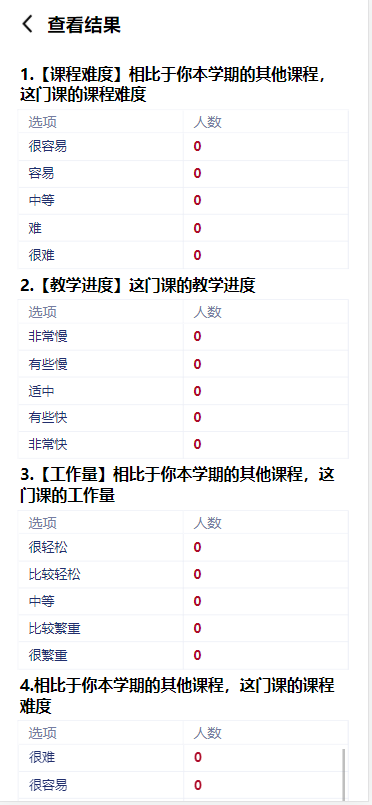 查看结果
1.【课程难度】相比于你本学期的其他课程，
这门课的课程难度
选项 人数
很容易 0
容易 0
中等 0
难 0
很难 0
2.【教学进度】这门课的教学进度
选项 人数
非常慢 0
有些慢 0
适中 0
有些快 0
非常快 0
3.【工作量】相比于你本学期的其他课程，这
门课的工作量
选项 人数
很轻松 0
比较轻松 0
中等 0
比较繁重 0
很繁重 0
4.相比于你本学期的其他课程，这门课的课程
难度
选项 人数
很难 0
很容易 0